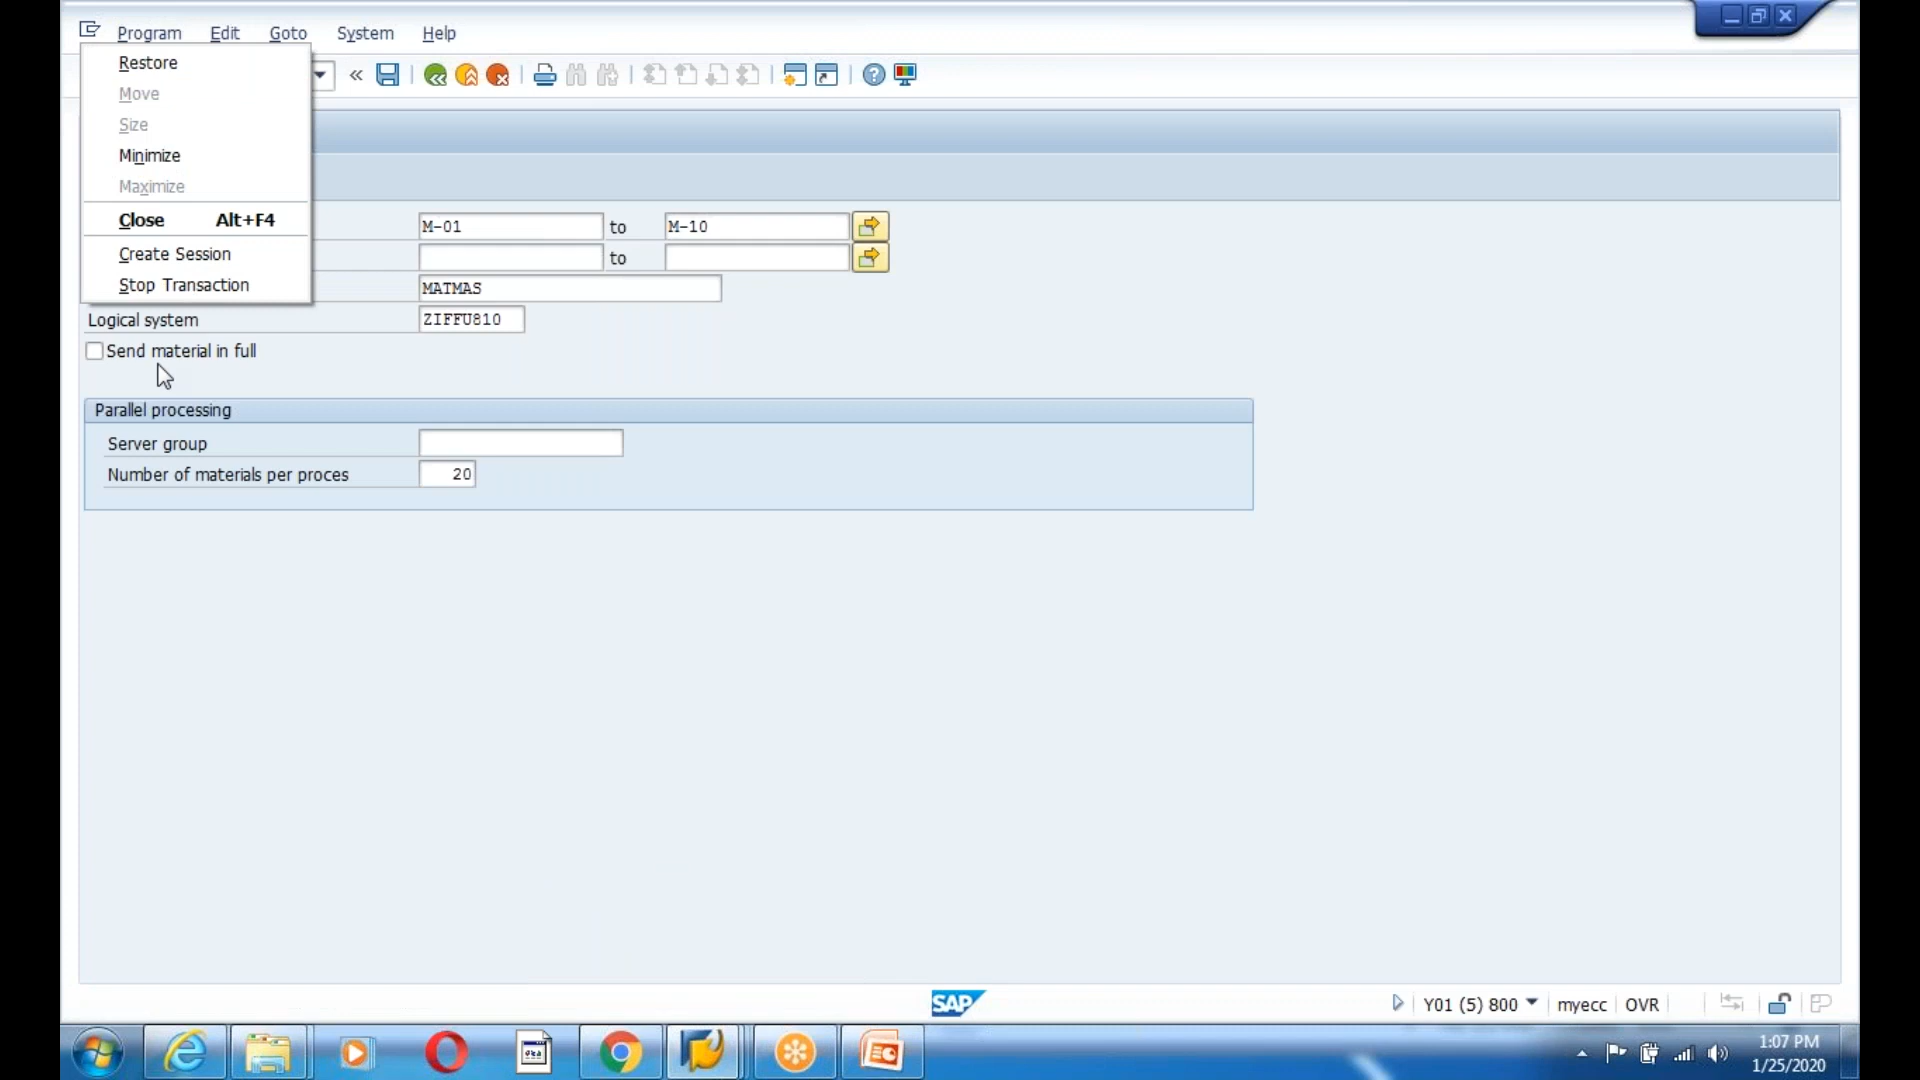 Program Edit Goto System Help
Restore
Move
Size
Minimize
Maximize
Close Alt+F4
Create Session
Stop Transaction
M-01 to M-10
to
MATMAS
Logical system ZIFFU810
Send material in full
Parallel processing
Server group
Number of materials per proces 20
SAP
Y01 (5) 800 myecc OVR
1:07 PM
1/25/2020